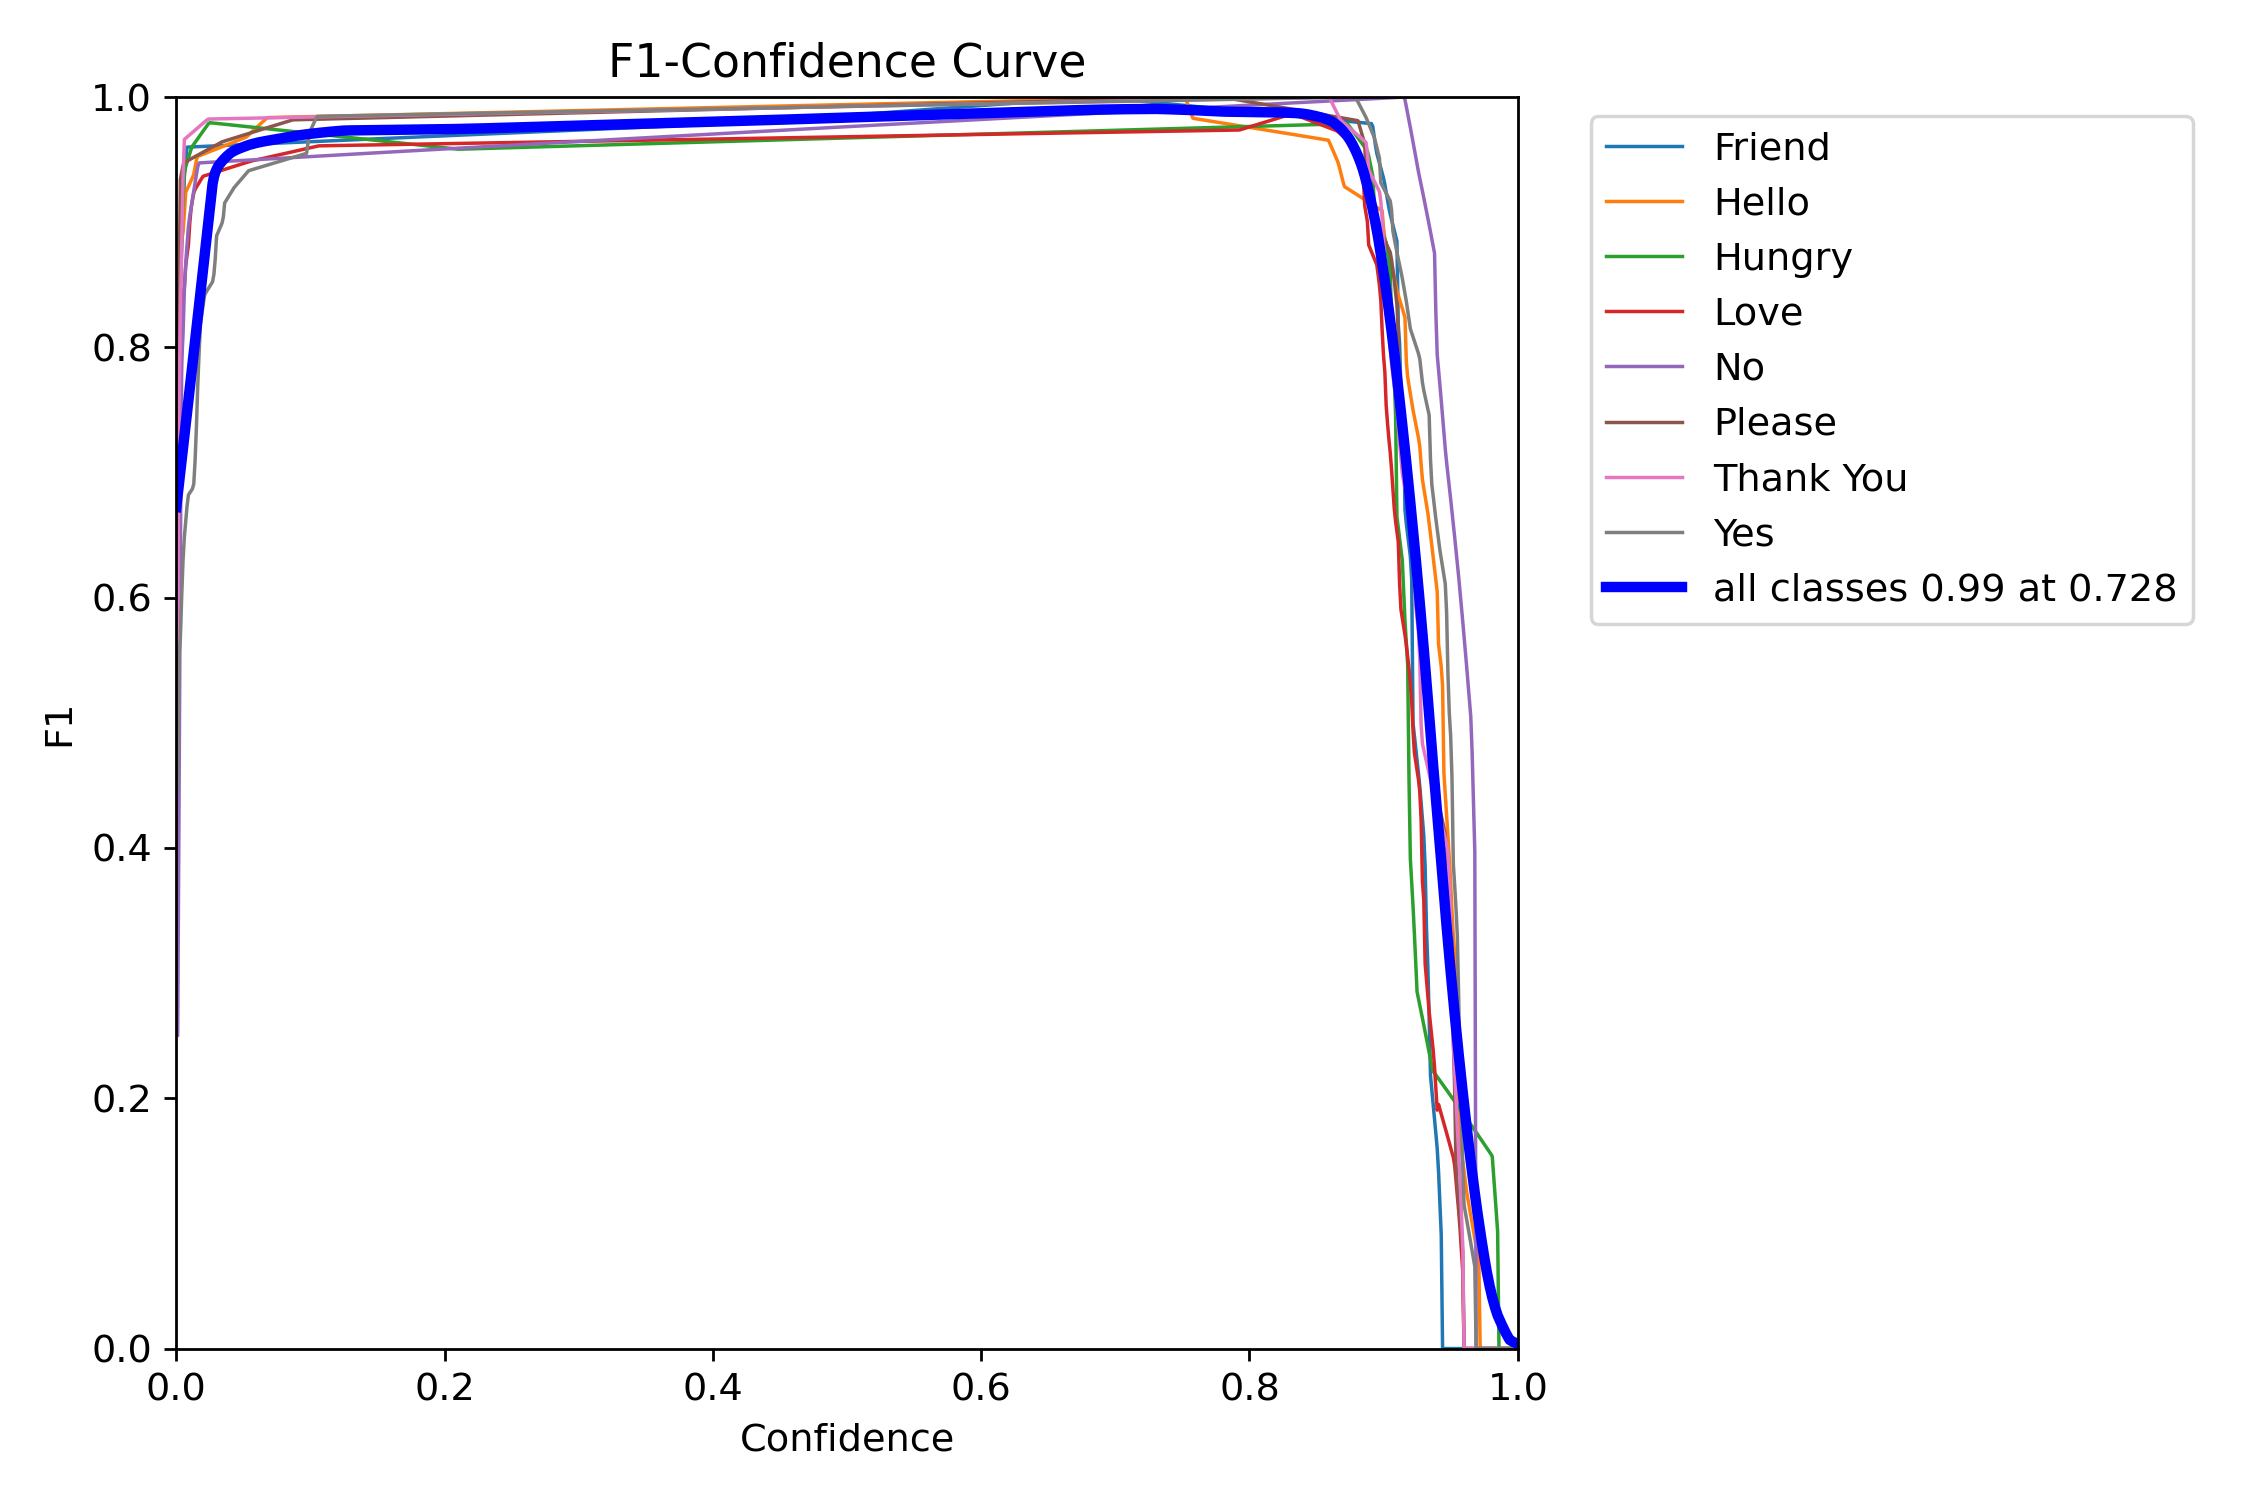 F1-Confidence Curve
1.0
0.8
0.6
0.4
0.2
0.0
F1
0.0 0.2 0.4 0.6 0.8 1.0
Confidence
Friend
Hello
Hungry
Love
No
Please
Thank You
Yes
all classes 0.99 at 0.728